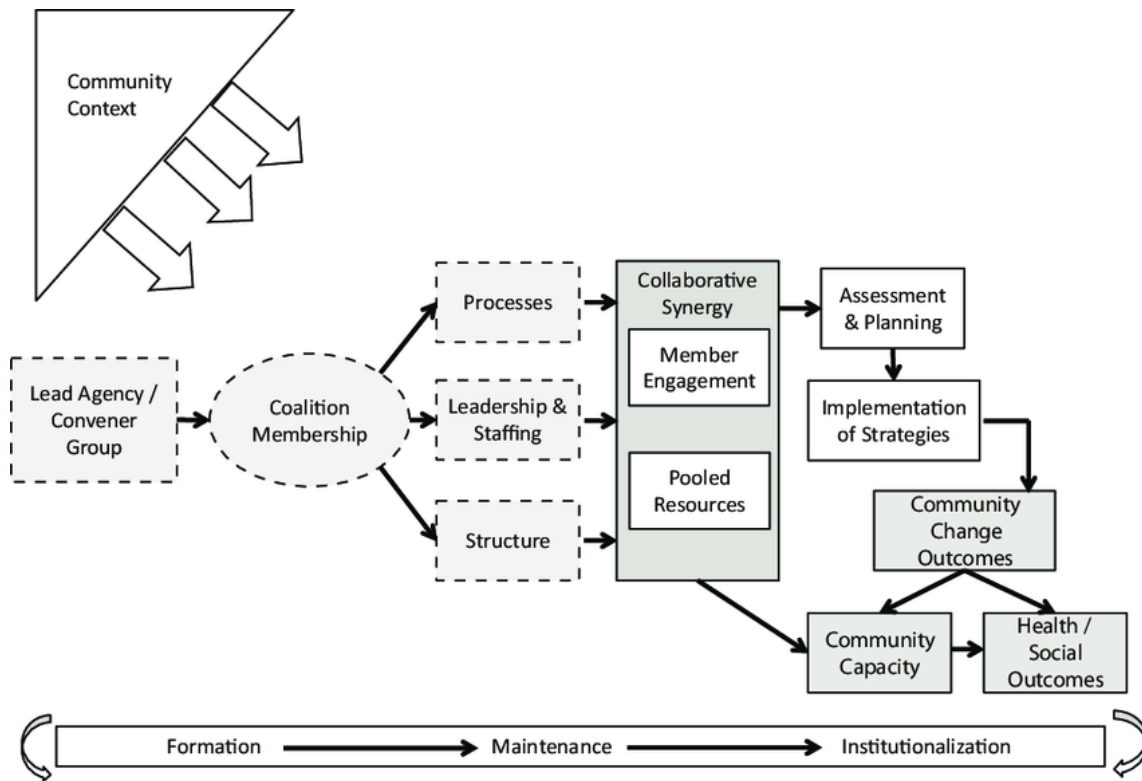 Community
Context
Lead Agency /
Convener
Group
Coalition
Membership
Processes
Leadership &
Staffing
Structure
Collaborative
Synergy
Member
Engagement
Pooled
Resources
Assessment
& Planning
Implementation
of Strategies
Community
Change
Outcomes
Community
Capacity
Health /
Social
Outcomes
Formation
Maintenance
Institutionalization